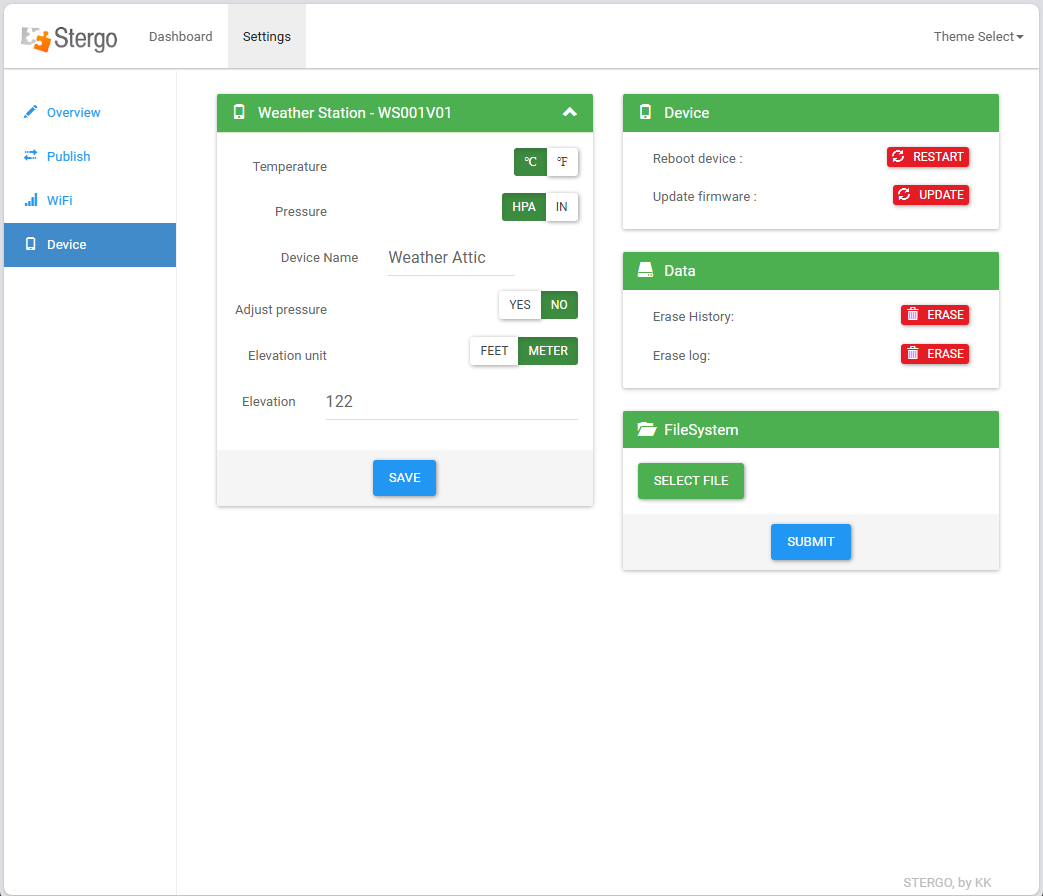 Stergo
Dashboard
Settings
Theme Select
Overview
Publish
WiFi
Device
Weather Station - WS001V01
Temperature
°C
°F
Pressure
HPA
IN
Device Name
Weather Attic
Adjust pressure
YES
NO
Elevation unit
FEET
METER
Elevation
122
SAVE
Device
Reboot device :
RESTART
Update firmware :
UPDATE
Data
Erase History:
ERASE
Erase log:
ERASE
FileSystem
SELECT FILE
SUBMIT
STERGO, by KK